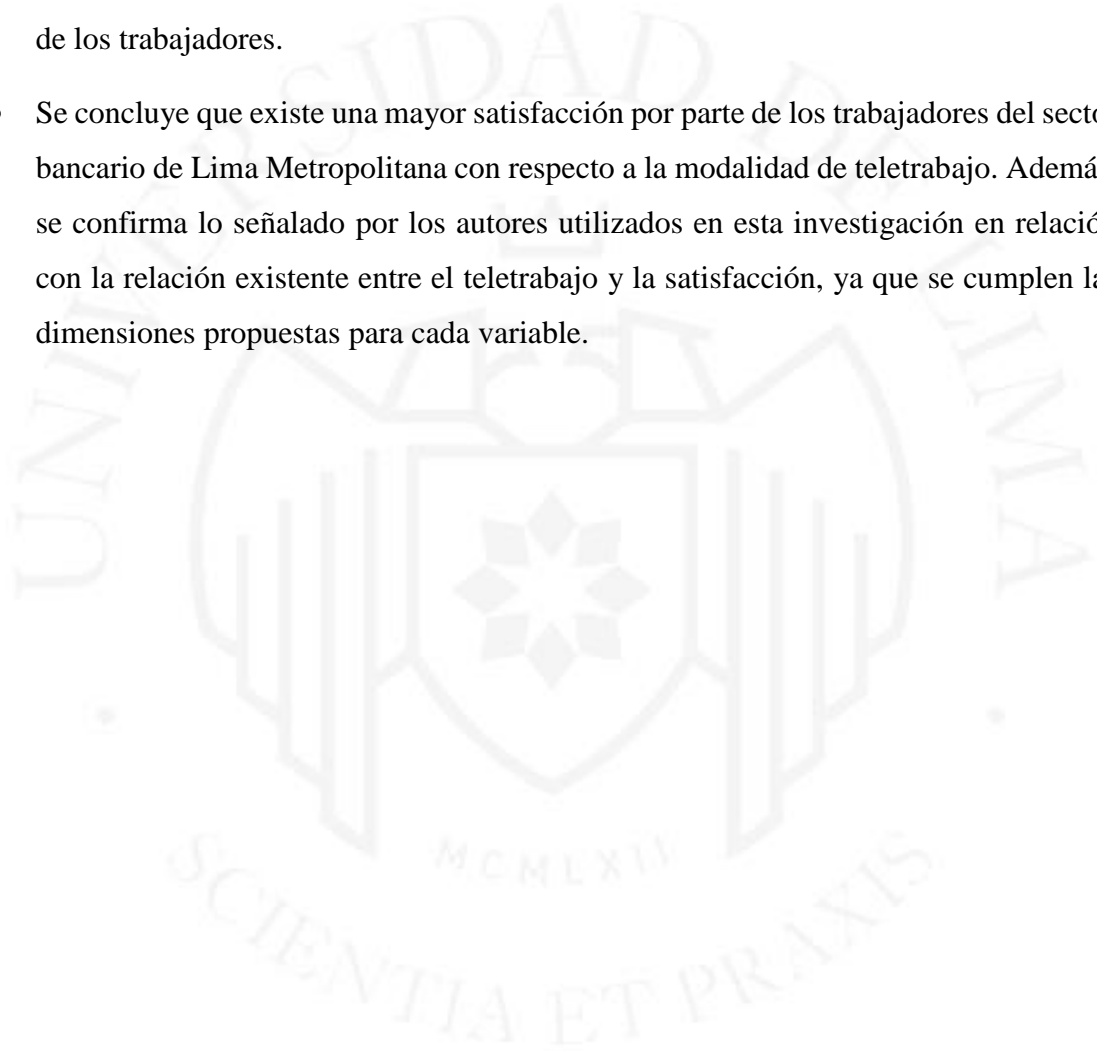 de los trabajadores.
• Se concluye que existe una mayor satisfacción por parte de los trabajadores del secto
bancario de Lima Metropolitana con respecto a la modalidad de teletrabajo. Ademá
se confirma lo señalado por los autores utilizados en esta investigación en relació
con la relación existente entre el teletrabajo y la satisfacción, ya que se cumplen la
dimensiones propuestas para cada variable.
UNIVERSIDAD DE LIMA
MCMLXII
SCIENTIA ET PRAXIS